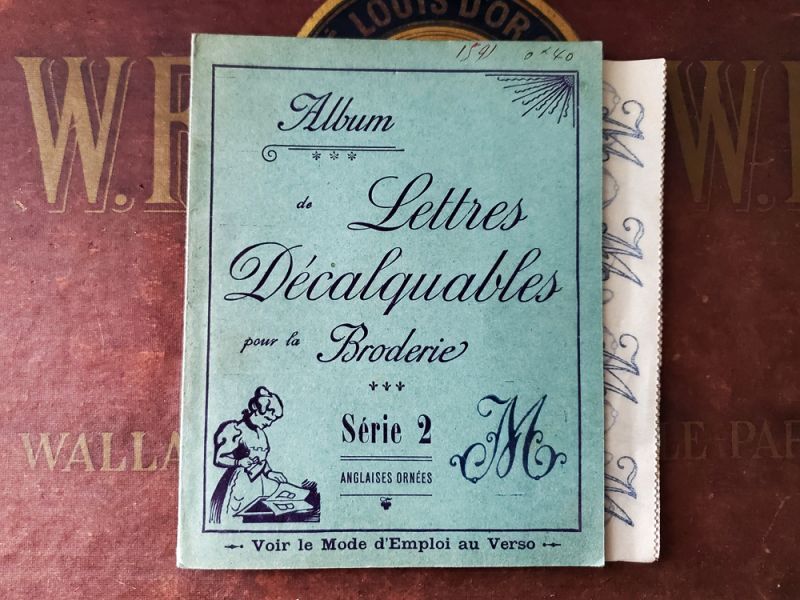 LOUIS D'OR
W.R
WALLA
LE PAR
1591 0 40
Album
de Lettres
Décalquables
pour la Broderie
Série 2
ANGLAISES ORNÉES
M
Voir le Mode d'Emploi au Verso
M
M
M
M